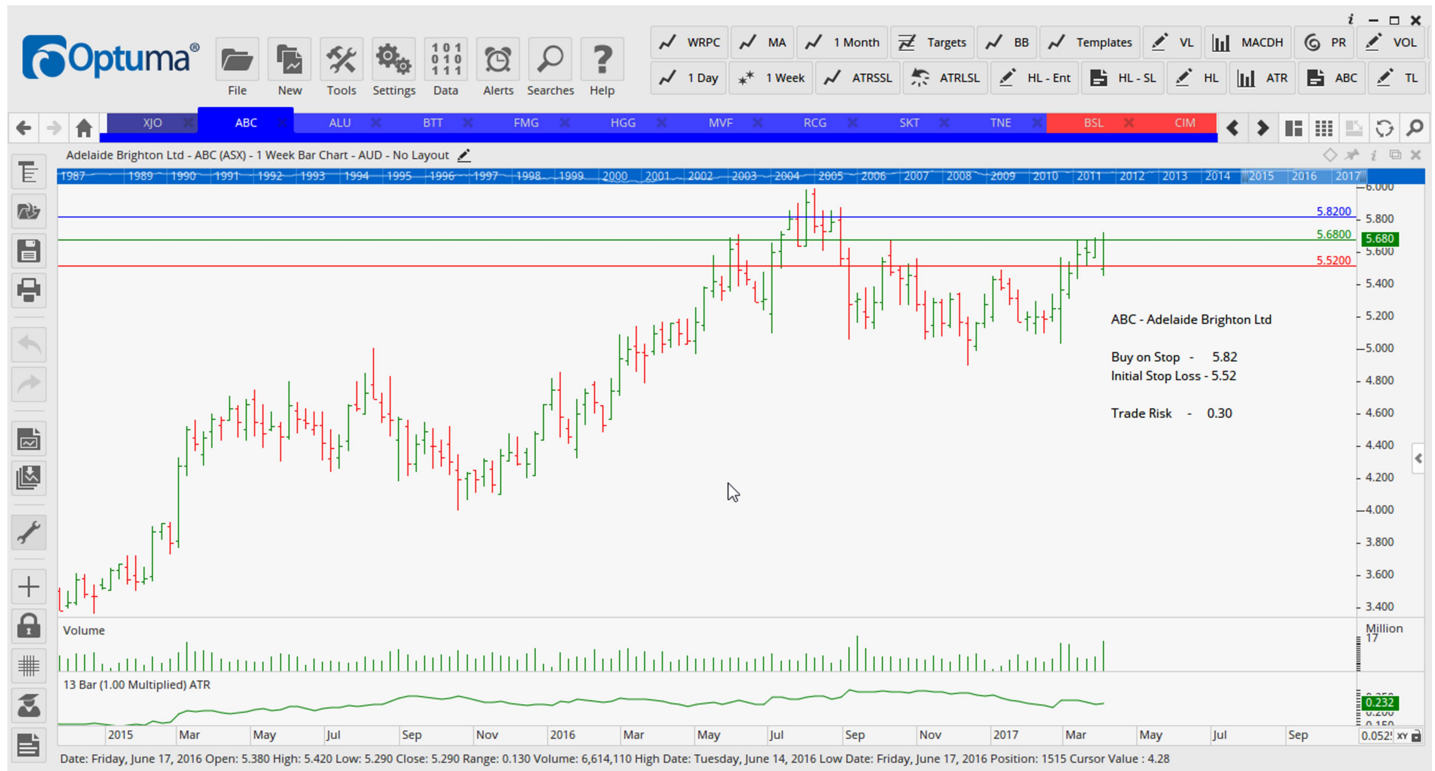 i
Optuma®
File
New
Tools
Settings
Data
Alerts
Searches
Help
WRPC
MA
1 Month
Targets
BB
Templates
VL
MACDH
PR
VOL
1 Day
1 Week
ATRSSL
ATRLSL
HL - Ent
HL - SL
HL
ATR
ABC
TL
XJO
ABC
ALU
BTT
FMG
HGG
MVF
RCG
SKT
TNE
BSL
CIM
Adelaide Brighton Ltd - ABC (ASX) - 1 Week Bar Chart - AUD - No Layout
1987 1989 1990 1991 1992 1993 1994 1995 1996 1997 1998 1999 2000 2001 2002 2003 2004 2005 2006 2007 2008 2009 2010 2011 2012 2013 2014 2015 2016 2017
6.000
5.8200
5.800
5.6800
5.680
5.600
5.5200
5.400
5.200
5.000
4.800
4.600
4.400
4.200
4.000
3.800
3.600
3.400
ABC - Adelaide Brighton Ltd
Buy on Stop - 5.82
Initial Stop Loss - 5.52
Trade Risk - 0.30
Volume
Million
17
13 Bar (1.00 Multiplied) ATR
0.232
2015 Mar May Jul Sep Nov 2016 Mar May Jul Sep Nov 2017 Mar May Jul Sep
XY
Date: Friday, June 17, 2016 Open: 5.380 High: 5.420 Low: 5.290 Close: 5.290 Range: 0.130 Volume: 6,614,110 High Date: Tuesday, June 14, 2016 Low Date: Friday, June 17, 2016 Position: 1515 Cursor Value : 4.28